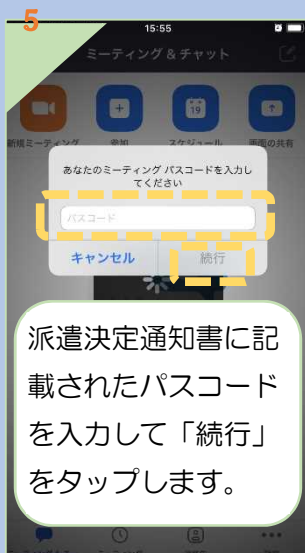 5
15:55
ミーティング & チャット
19
新規ミーティング 参加 スケジュール 画面の共有
あなたのミーティング パスコードを入力し
てください
パスコード
キャンセル 続行
派遣決定通知書に記
載されたパスコード
を入力して「続行」
をタップします。